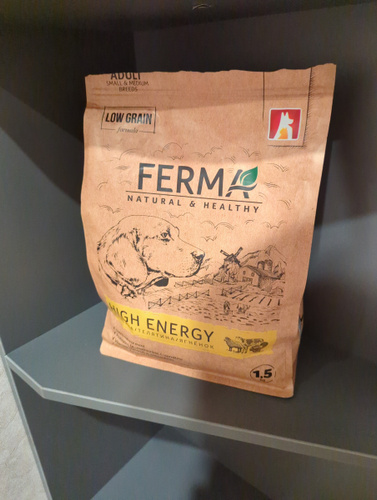 ADULT
SMALL & MEDIUM
BREEDS
LOW GRAIN
formula
FERMA
NATURAL & HEALTHY
HIGH ENERGY
1.5